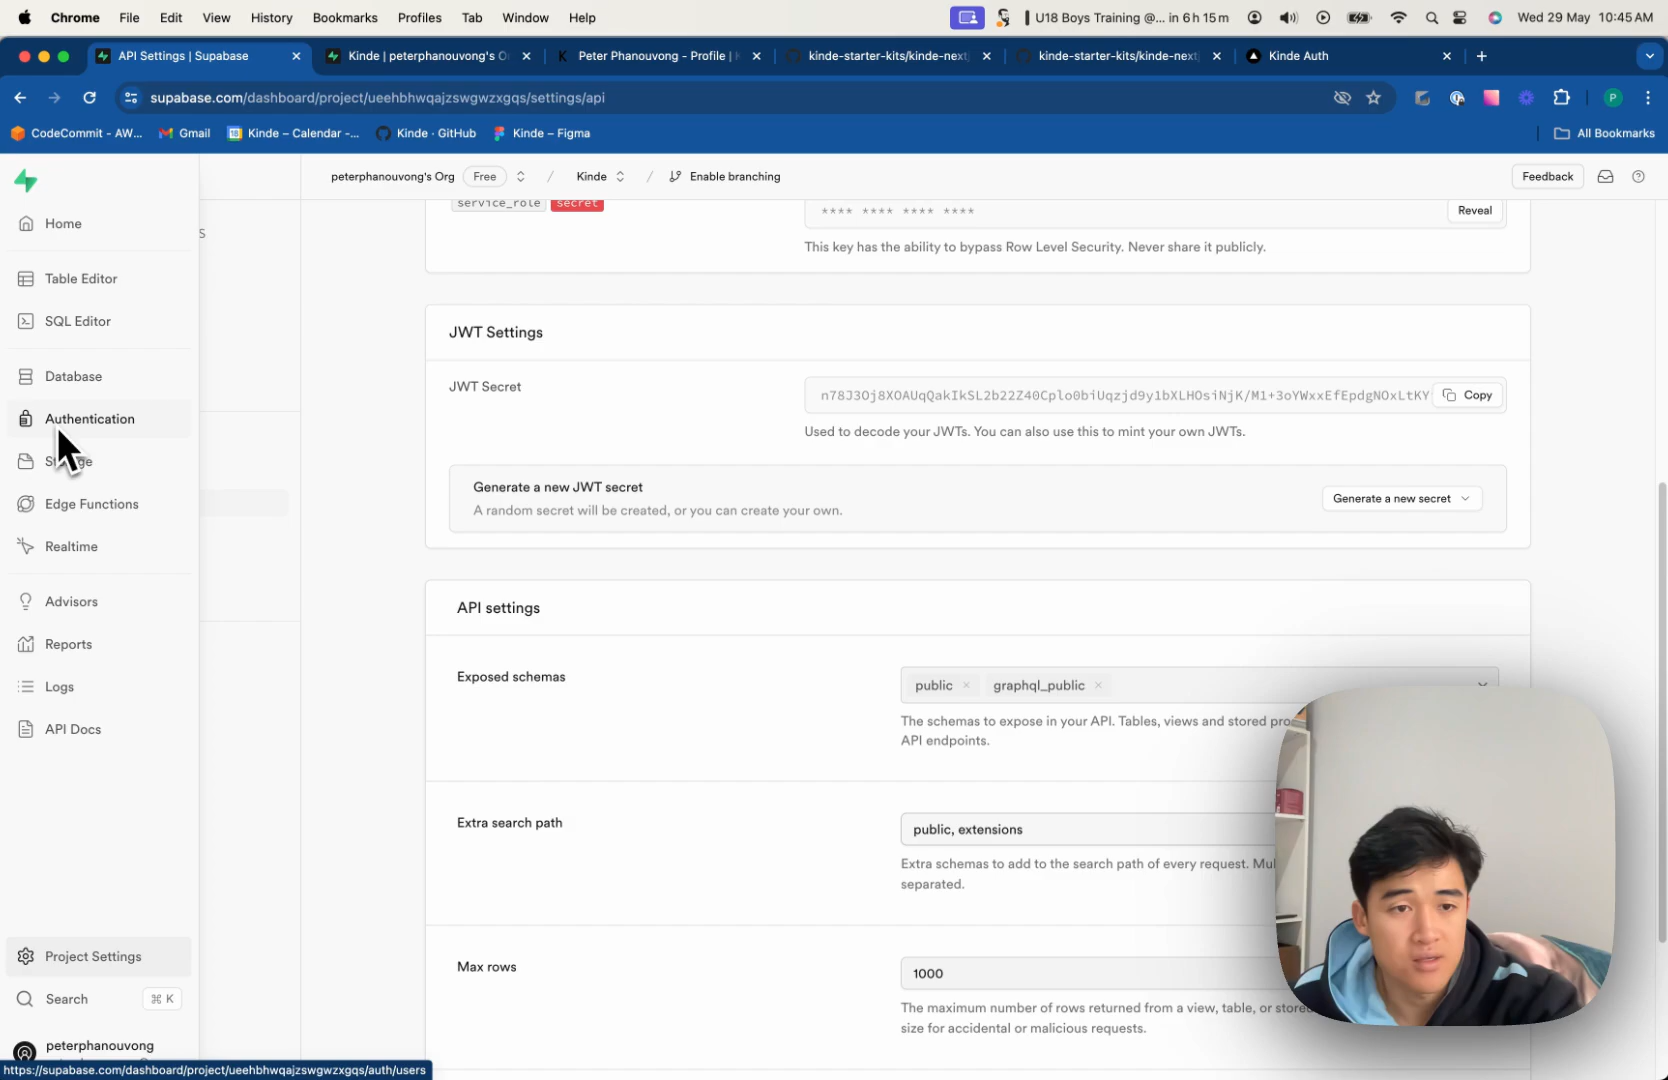 Chrome File Edit View History Bookmarks Profiles Tab Window Help
U18 Boys Training @... in 6 h 15 m
Wed 29 May 10:45 AM
API Settings | Supabase
Kinde | peterphanouvong's O
Peter Phanouvong - Profile |
kinde-starter-kits/kinde-nextj
kinde-starter-kits/kinde-nextj
Kinde Auth
supabase.com/dashboard/project/ueehbhwqajzswgwzxgqs/settings/api
P
CodeCommit - AW...
Gmail
Kinde – Calendar -...
Kinde · GitHub
Kinde – Figma
All Bookmarks
peterphanouvong's Org Free / Kinde / Enable branching
Feedback
Home
Table Editor
SQL Editor
Database
Authentication
Edge Functions
Realtime
Advisors
Reports
Logs
API Docs
Project Settings
Search ⌘ K
peterphanouvong
https://supabase.com/dashboard/project/ueehbhwqajzswgwzxgqs/auth/users
S
service_role secret
**** **** **** ****
Reveal
This key has the ability to bypass Row Level Security. Never share it publicly.
JWT Settings
JWT Secret
Copy
Used to decode your JWTs. You can also use this to mint your own JWTs.
Generate a new JWT secret
A random secret will be created, or you can create your own.
Generate a new secret
API settings
Exposed schemas
public × graphql_public ×
The schemas to expose in your API. Tables, views and stored
API endpoints.
Extra search path
public, extensions
Extra schemas to add to the search path of every request.
separated.
Max rows
1000
The maximum number of rows returned from a view, table, or
size for accidental or malicious requests.